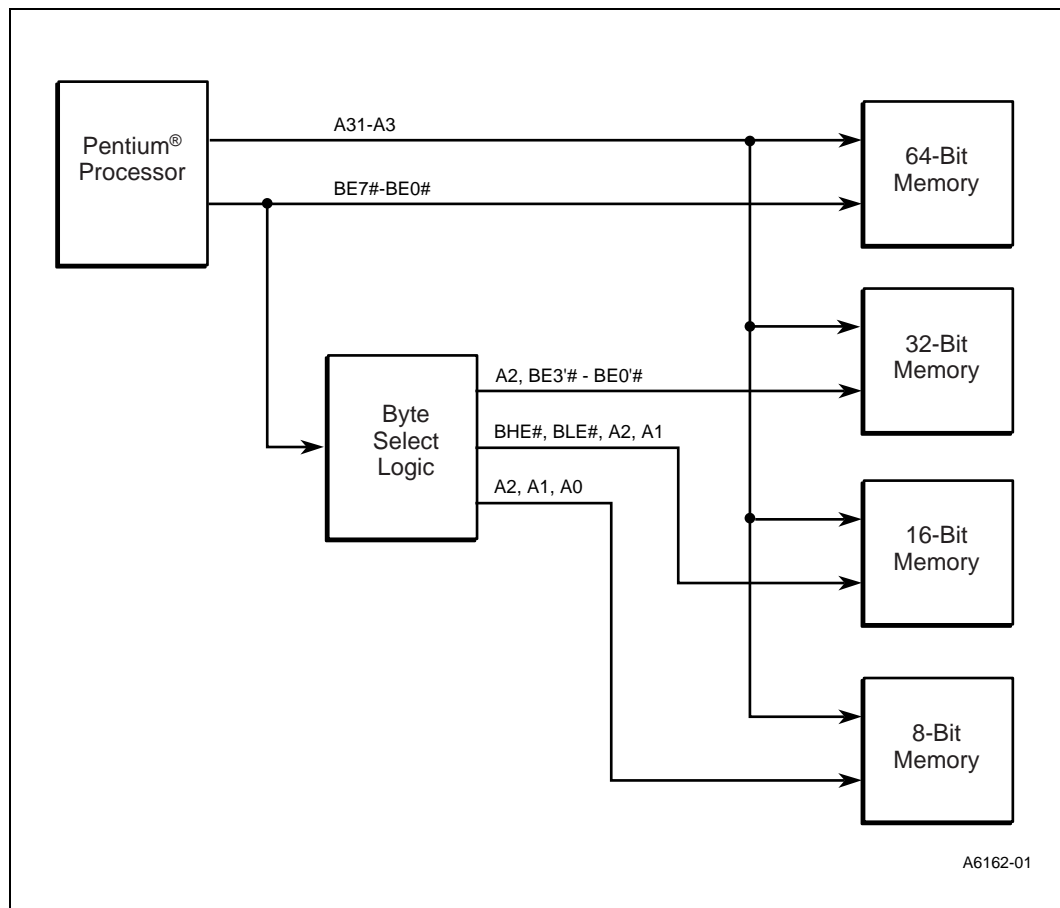 Pentium®
Processor
A31-A3
BE7#-BE0#
64-Bit
Memory
32-Bit
Memory
Byte
Select
Logic
A2, BE3'# - BE0'#
BHE#, BLE#, A2, A1
A2, A1, A0
16-Bit
Memory
8-Bit
Memory
A6162-01